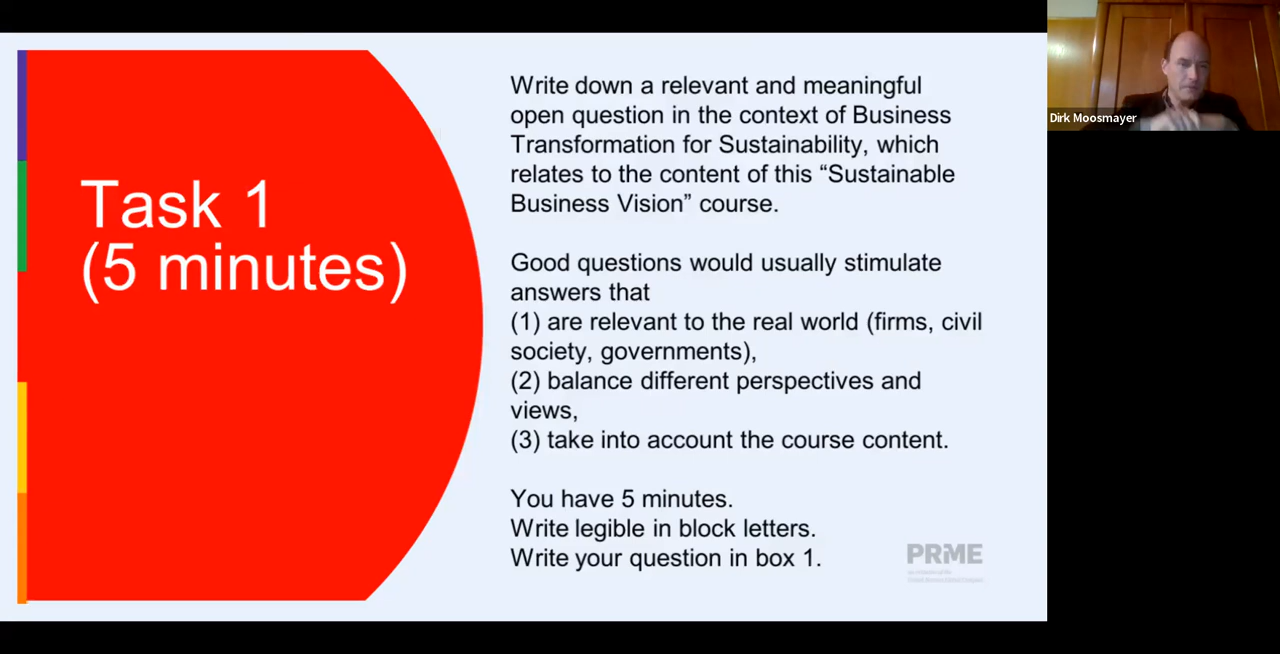 Task 1
(5 minutes)
Write down a relevant and meaningful
open question in the context of Business
Transformation for Sustainability, which
relates to the content of this “Sustainable
Business Vision” course.
Good questions would usually stimulate
answers that
(1) are relevant to the real world (firms, civil
society, governments),
(2) balance different perspectives and
views,
(3) take into account the course content.
You have 5 minutes.
Write legible in block letters.
Write your question in box 1.
PRME
Dirk Moosmayer